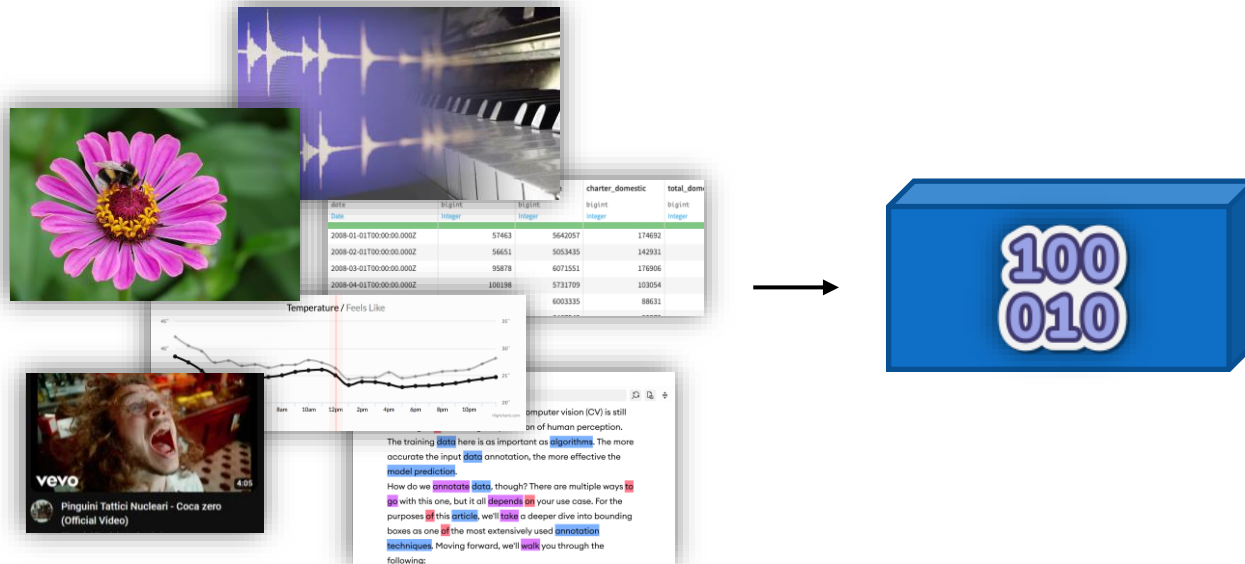 charter_domestic total_dom
date bigint bigint bigint bigint
Date Integer Integer Integer Integer
2008-01-01T00:00:00.000Z 57463 5642057 174692
2008-02-01T00:00:00.000Z 56651 5053435 142931
2008-03-01T00:00:00.000Z 95878 6071551 176906
2008-04-01T00:00:00.000Z 100198 5731709 103054
6003335 88631
Temperature / Feels Like
8am 10am 12pm 2pm 4pm 6pm 8pm 10pm
vevo
4:05
Pinguini Tattici Nucleari - Coca zero
(Official Video)
computer vision (CV) is still
of human perception.
The training data here is as important as algorithms. The more
accurate the input data annotation, the more effective the
model prediction.
How do we annotate data, though? There are multiple ways to
go with this one, but it all depends on your use case. For the
purposes of this article, we'll take a deeper dive into bounding
boxes as one of the most extensively used annotation
techniques. Moving forward, we'll walk you through the
following:
100
010